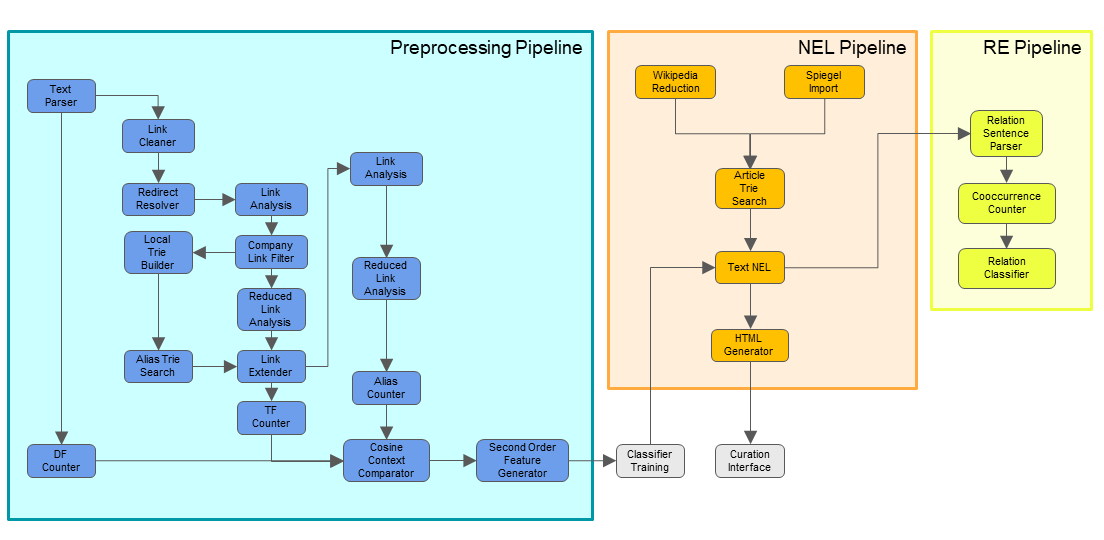 Preprocessing Pipeline
Text
Parser
Link
Cleaner
Redirect
Resolver
Link
Analysis
Local
Trie
Builder
Company
Link Filter
Reduced
Link
Analysis
Alias Trie
Search
Link
Extender
TF
Counter
DF
Counter
Link
Analysis
Reduced
Link
Analysis
Alias
Counter
Cosine
Context
Comparator
Second Order
Feature
Generator
NEL Pipeline
Wikipedia
Reduction
Spiegel
Import
Article
Trie
Search
Text NEL
HTML
Generator
Classifier
Training
Curation
Interface
RE Pipeline
Relation
Sentence
Parser
Cooccurrence
Counter
Relation
Classifier